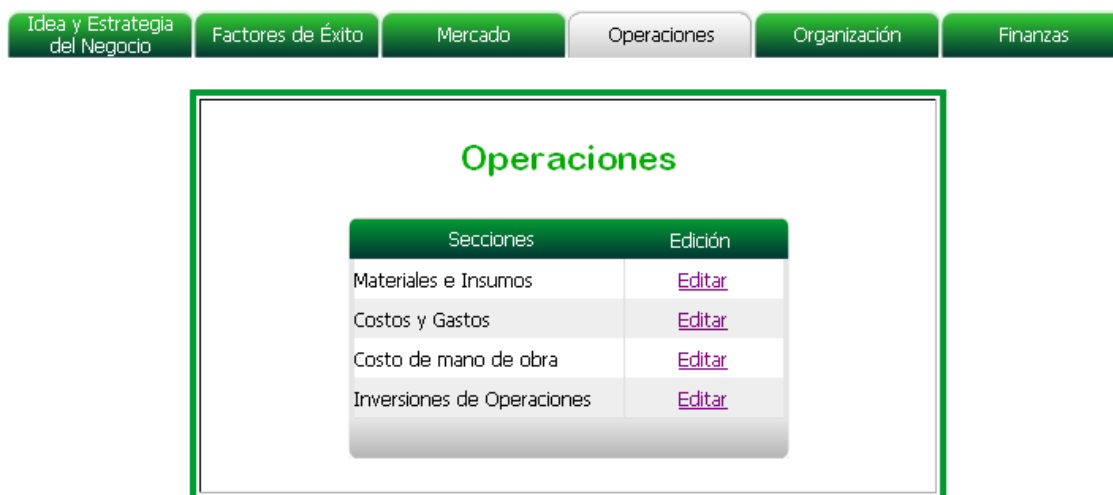 Idea y Estrategia
del Negocio
Factores de Éxito
Mercado
Operaciones
Organización
Finanzas
Operaciones
Secciones Edición
Materiales e Insumos Editar
Costos y Gastos Editar
Costo de mano de obra Editar
Inversiones de Operaciones Editar